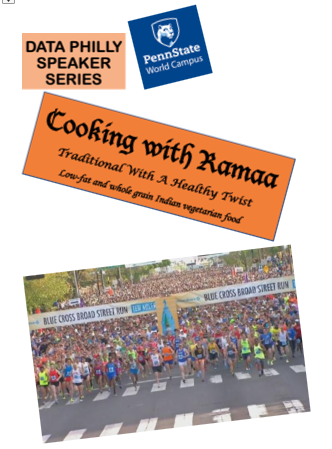 DATA PHILLY
SPEAKER
SERIES
PennState
World Campus
Cooking with Ramaa
Traditional With A Healthy Twist
Low-fat and whole grain Indian vegetarian food
BLUE CROSS BROAD STREET RUN
BLUE CROSS BROAD STREET RUN